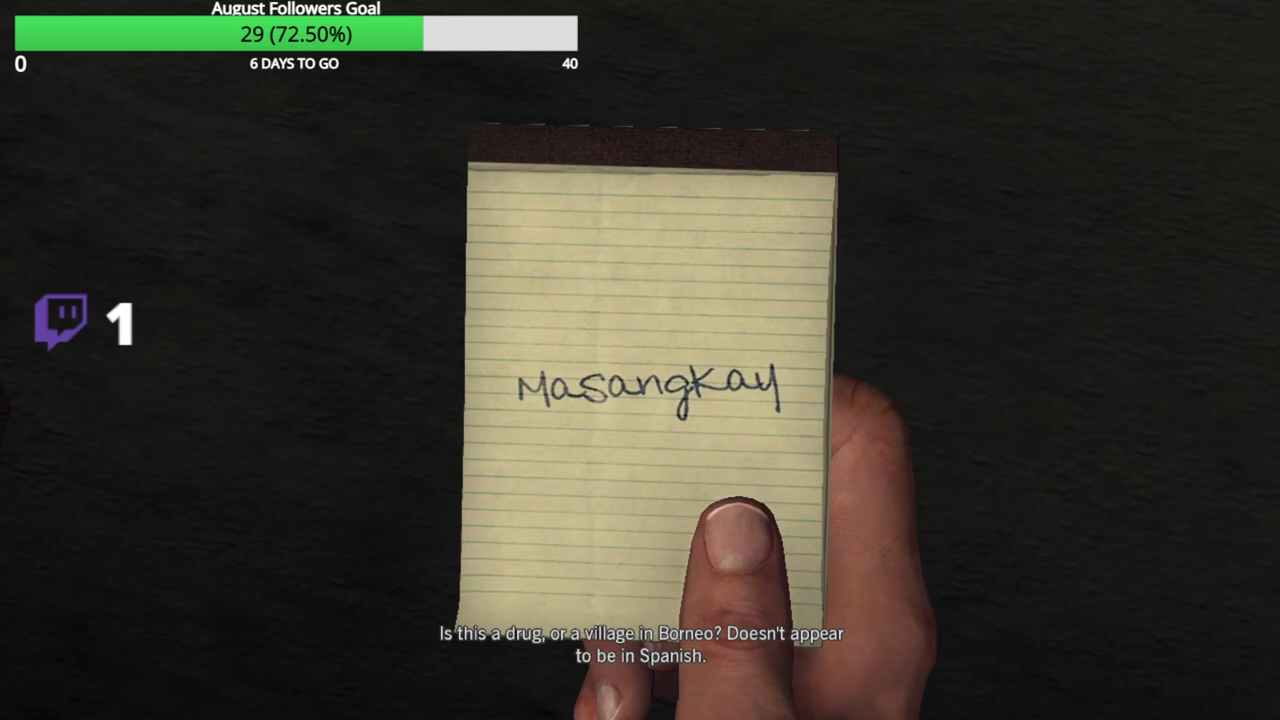 August Followers Goal
29 (72.50%)
0 6 DAYS TO GO 40
1
Masangkay
Is this a drug, or a village in Borneo? Doesn't appear
to be in Spanish.